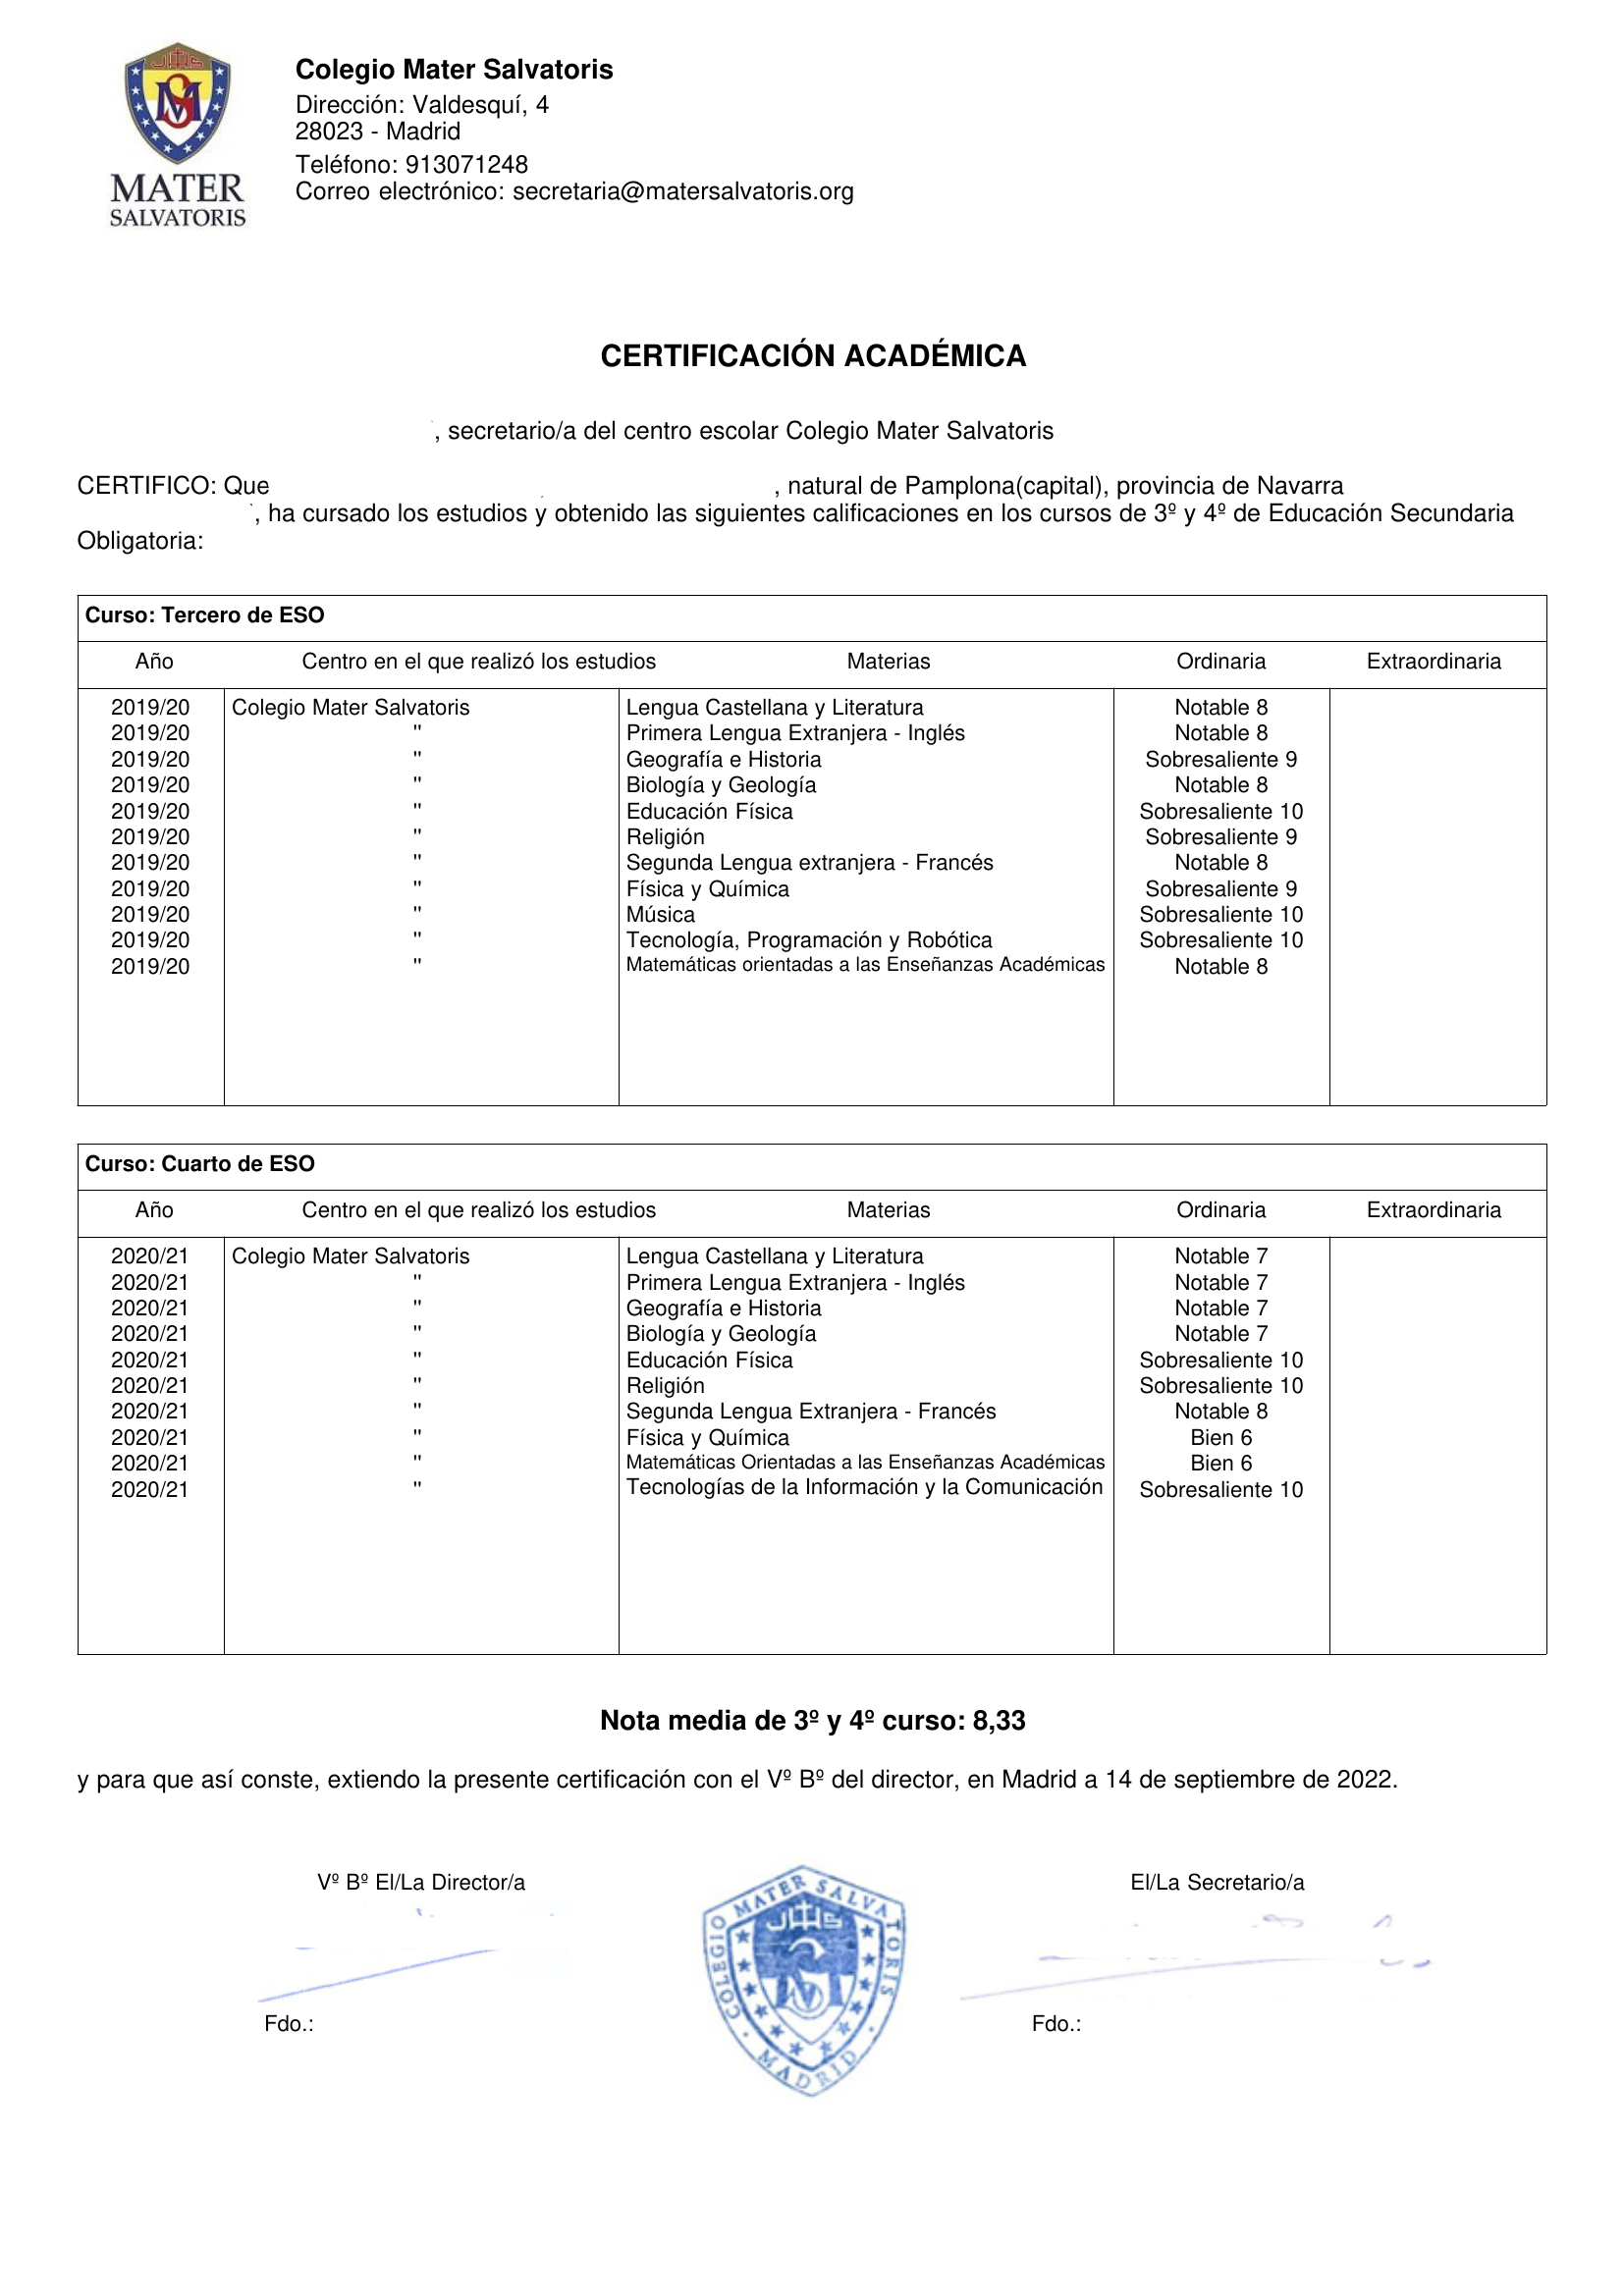 MATER
SALVATORIS
Colegio Mater Salvatoris
Dirección: Valdesquí, 4
28023 - Madrid
Teléfono: 913071248
Correo electrónico: secretaria@matersalvatoris.org
CERTIFICACIÓN ACADÉMICA
, secretario/a del centro escolar Colegio Mater Salvatoris
CERTIFICO: Que , natural de Pamplona(capital), provincia de Navarra
, ha cursado los estudios y obtenido las siguientes calificaciones en los cursos de 3º y 4º de Educación Secundaria
Obligatoria:
Curso: Tercero de ESO
Año Centro en el que realizó los estudios Materias Ordinaria Extraordinaria
2019/20 Colegio Mater Salvatoris Lengua Castellana y Literatura Notable 8
2019/20 " Primera Lengua Extranjera - Inglés Notable 8
2019/20 " Geografía e Historia Sobresaliente 9
2019/20 " Biología y Geología Notable 8
2019/20 " Educación Física Sobresaliente 10
2019/20 " Religión Sobresaliente 9
2019/20 " Segunda Lengua extranjera - Francés Notable 8
2019/20 " Física y Química Sobresaliente 9
2019/20 " Música Sobresaliente 10
2019/20 " Tecnología, Programación y Robótica Sobresaliente 10
2019/20 " Matemáticas orientadas a las Enseñanzas Académicas Notable 8
Curso: Cuarto de ESO
Año Centro en el que realizó los estudios Materias Ordinaria Extraordinaria
2020/21 Colegio Mater Salvatoris Lengua Castellana y Literatura Notable 7
2020/21 " Primera Lengua Extranjera - Inglés Notable 7
2020/21 " Geografía e Historia Notable 7
2020/21 " Biología y Geología Notable 7
2020/21 " Educación Física Sobresaliente 10
2020/21 " Religión Sobresaliente 10
2020/21 " Segunda Lengua Extranjera - Francés Notable 8
2020/21 " Física y Química Bien 6
2020/21 " Matemáticas Orientadas a las Enseñanzas Académicas Bien 6
2020/21 " Tecnologías de la Información y la Comunicación Sobresaliente 10
Nota media de 3º y 4º curso: 8,33
y para que así conste, extiendo la presente certificación con el Vº Bº del director, en Madrid a 14 de septiembre de 2022.
Vº Bº El/La Director/a El/La Secretario/a
COLEGIO MATER SALVATORIS · MADRID ·
Fdo.: Fdo.: